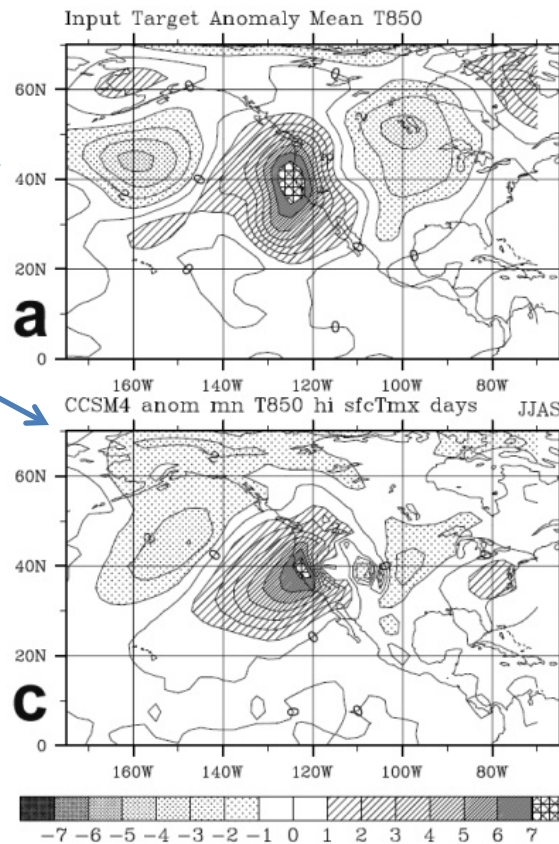 Input Target Anomaly Mean T850
60N
40N
20N
0
a
160W 140W 120W 100W 80W
CCSM4 anom mn T850 hi sfcTmx days JJAS
60N
40N
20N
0
c
160W 140W 120W 100W 80W
-7 -6 -5 -4 -3 -2 -1 0 1 2 3 4 5 6 7